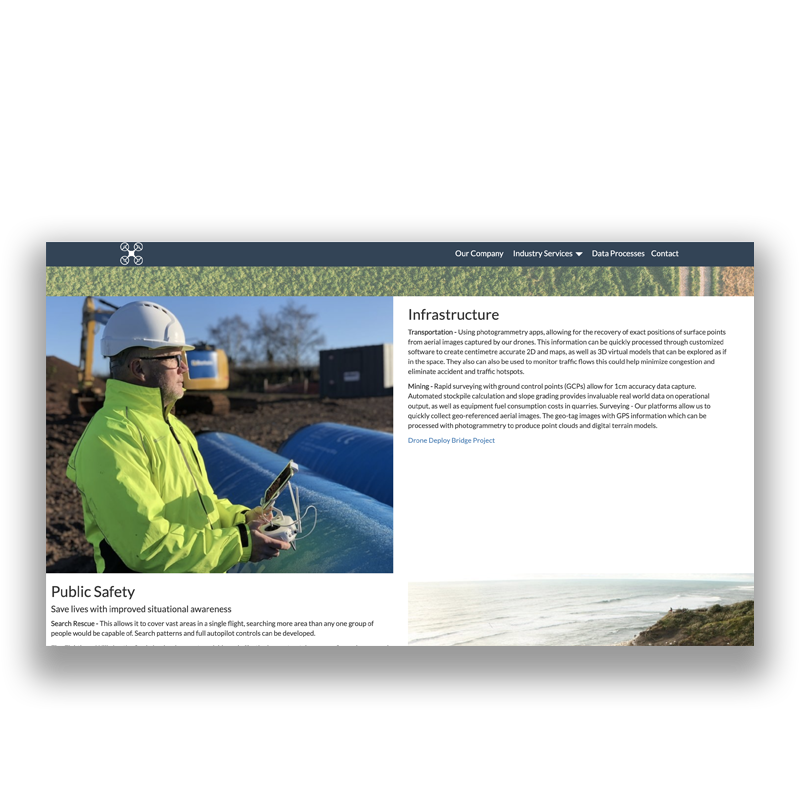 Our Company Industry Services Data Processes Contact
Infrastructure
Transportation - Using photogrammetry apps, allowing for the recovery of exact positions of surface points
from aerial images captured by our drones. This information can be quickly processed through customized
software to create centimetre accurate 2D and maps, as well as 3D virtual models that can be explored as if
in the space. They also can also be used to monitor traffic flows this could help minimize congestion and
eliminate accident and traffic hotspots.
Mining - Rapid surveying with ground control points (GCPs) allow for 1cm accuracy data capture.
Automated stockpile calculation and slope grading provides invaluable real world data on operational
output, as well as equipment fuel consumption costs in quarries. Surveying - Our platforms allow us to
quickly collect geo-referenced aerial images. The geo-tag images with GPS information which can be
processed with photogrammetry to produce point clouds and digital terrain models.
Drone Deploy Bridge Project
Public Safety
Save lives with improved situational awareness
Search Rescue - This allows it to cover vast areas in a single flight, searching more area than any one group of
people would be capable of. Search patterns and full autopilot controls can be developed.